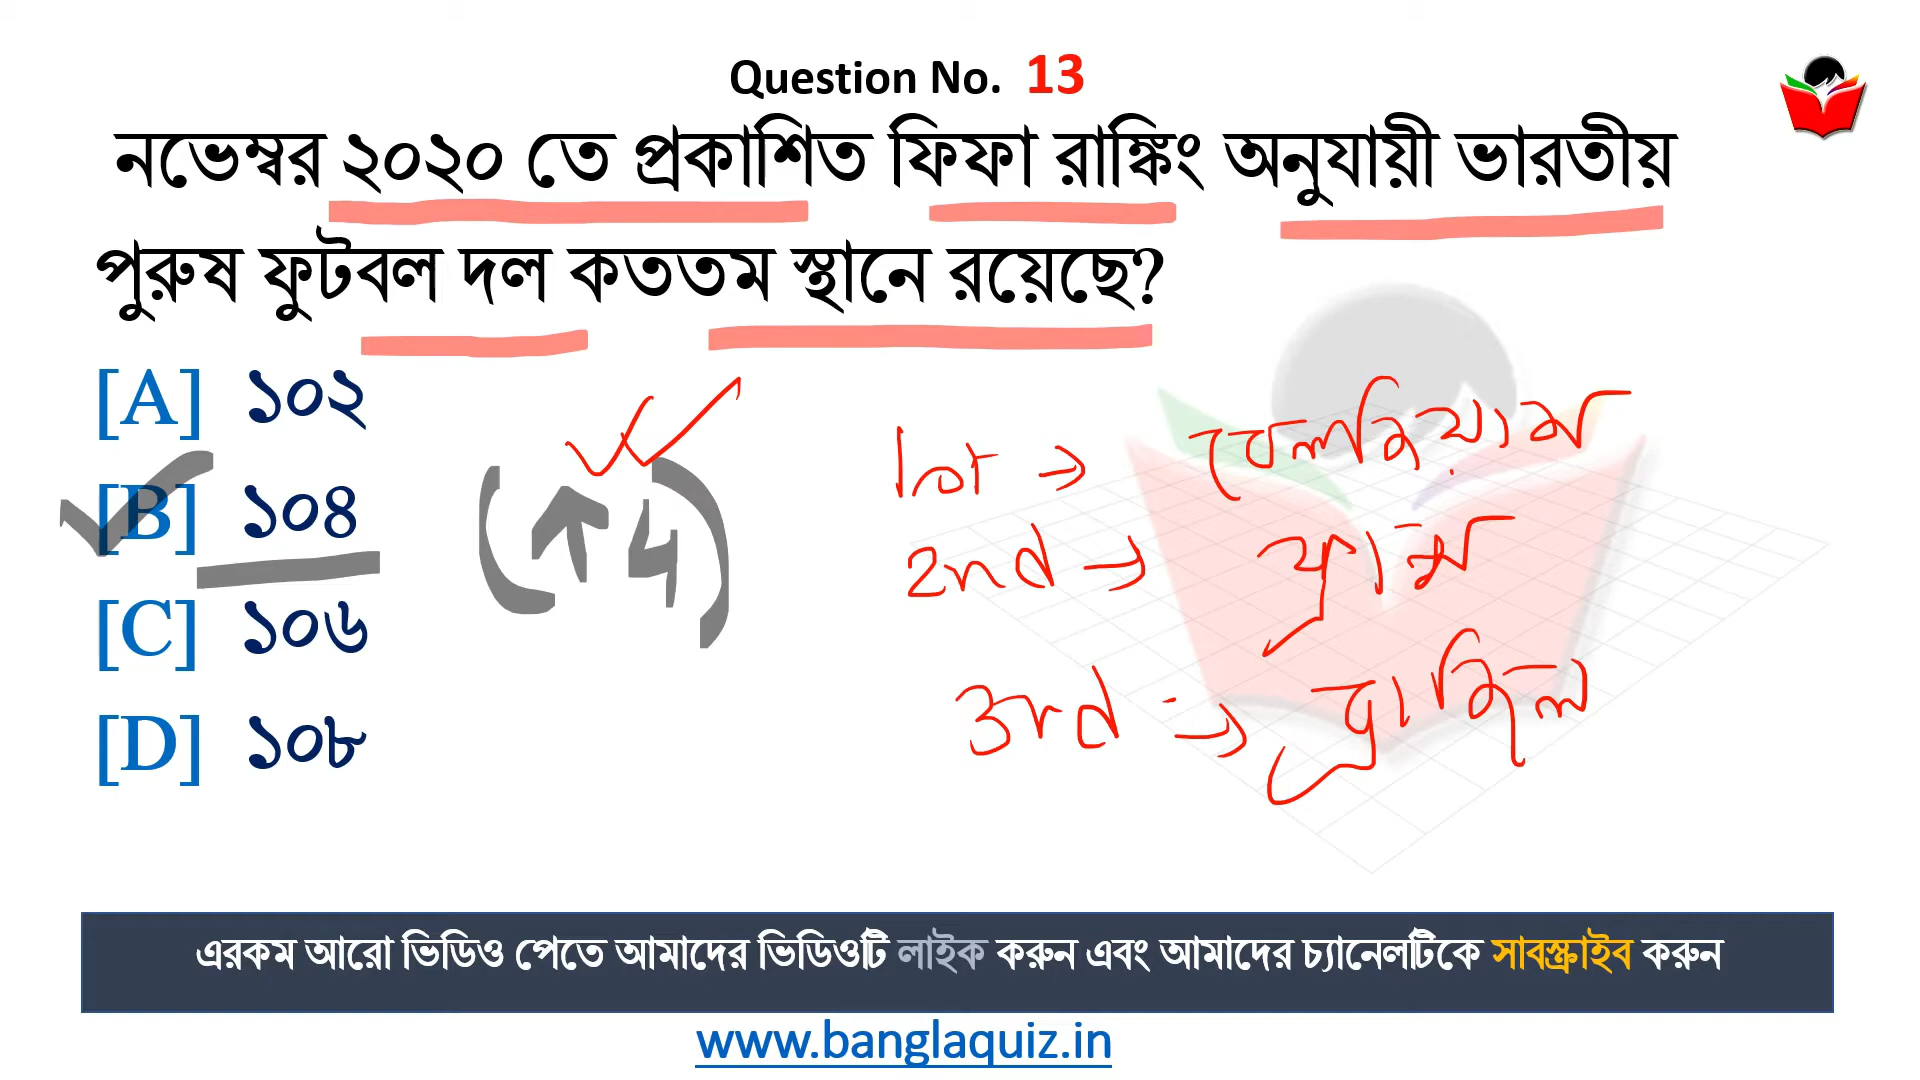 Question No. 13
নভেম্বর ২০২০ তে প্রকাশিত ফিফা রাঙ্কিং অনুযায়ী ভারতীয়
পুরুষ ফুটবল দল কততম স্থানে রয়েছে?
[A] ১০২
[B] ১০৪
(↑4)
[C] ১০৬
[D] ১০৮
1st → বেলজিয়াম
2nd → ফ্রান্স
3rd → ব্রাজিল
এরকম আরো ভিডিও পেতে আমাদের ভিডিওটি লাইক করুন এবং আমাদের চ্যানেলটিকে সাবস্ক্রাইব করুন
www.banglaquiz.in